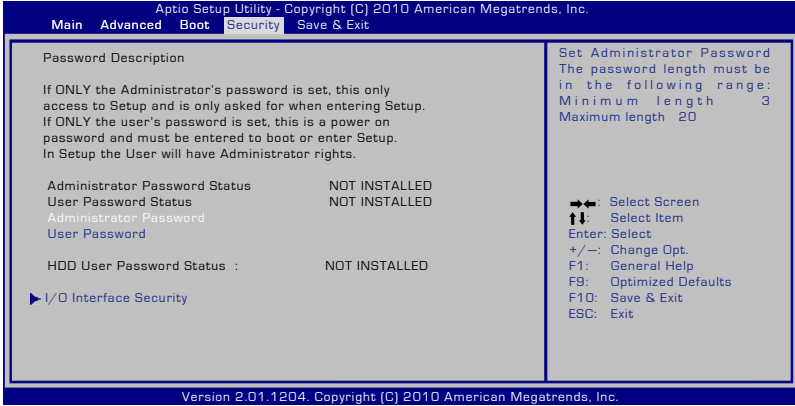 Aptio Setup Utility - Copyright (C) 2010 American Megatrends, Inc.
Main Advanced Boot Security Save & Exit
Password Description
If ONLY the Administrator's password is set, this only
access to Setup and is only asked for when entering Setup.
If ONLY the user's password is set, this is a power on
password and must be entered to boot or enter Setup.
In Setup the User will have Administrator rights.
Administrator Password Status NOT INSTALLED
User Password Status NOT INSTALLED
Administrator Password
User Password
HDD User Password Status : NOT INSTALLED
I/O Interface Security
Set Administrator Password
The password length must be
in the following range:
Minimum length 3
Maximum length 20
→←: Select Screen
↑↓: Select Item
Enter: Select
+/—: Change Opt.
F1: General Help
F9: Optimized Defaults
F10: Save & Exit
ESC: Exit
Version 2.01.1204. Copyright (C) 2010 American Megatrends, Inc.